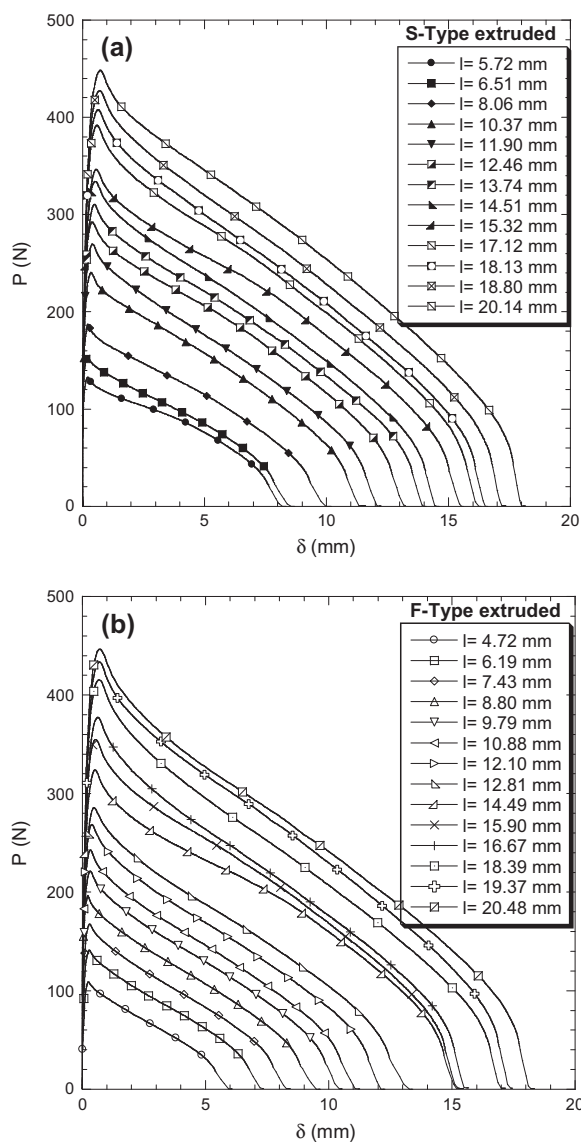 (a)
S-Type extruded
l= 5.72 mm
l= 6.51 mm
l= 8.06 mm
l= 10.37 mm
l= 11.90 mm
l= 12.46 mm
l= 13.74 mm
l= 14.51 mm
l= 15.32 mm
l= 17.12 mm
l= 18.13 mm
l= 18.80 mm
l= 20.14 mm
500
400
300
200
100
0
P (N)
0 5 10 15 20
δ (mm)
(b)
F-Type extruded
l= 4.72 mm
l= 6.19 mm
l= 7.43 mm
l= 8.80 mm
l= 9.79 mm
l= 10.88 mm
l= 12.10 mm
l= 12.81 mm
l= 14.49 mm
l= 15.90 mm
l= 16.67 mm
l= 18.39 mm
l= 19.37 mm
l= 20.48 mm
500
400
300
200
100
0
P (N)
0 5 10 15 20
δ (mm)